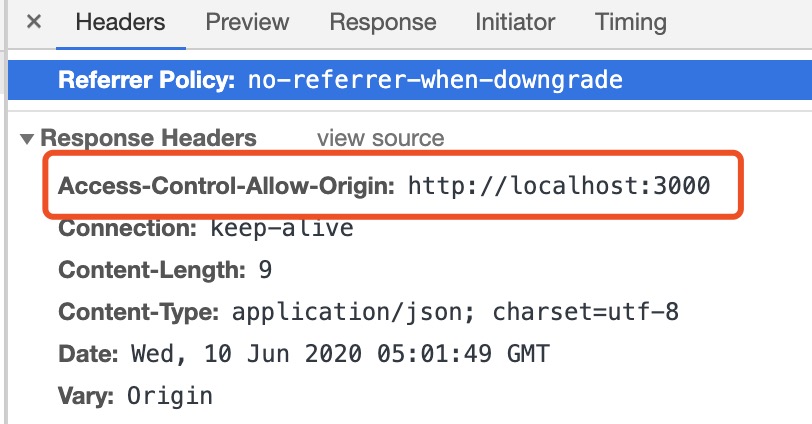 × Headers Preview Response Initiator Timing
Referrer Policy: no-referrer-when-downgrade
▼ Response Headers view source
Access-Control-Allow-Origin: http://localhost:3000
Connection: keep-alive
Content-Length: 9
Content-Type: application/json; charset=utf-8
Date: Wed, 10 Jun 2020 05:01:49 GMT
Vary: Origin